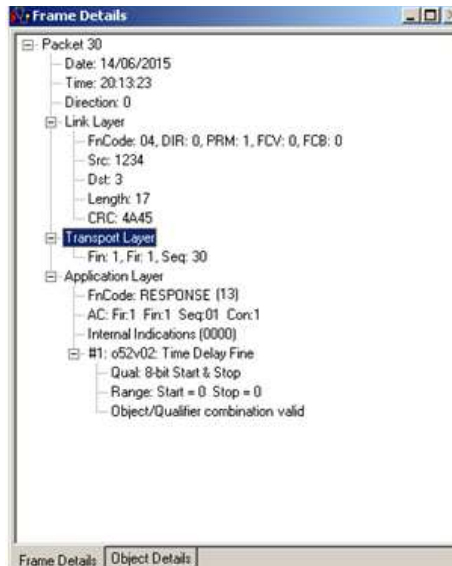 Frame Details
Packet 30
Date: 14/06/2015
Time: 20:13:23
Direction: 0
Link Layer
FnCode: 04, DIR: 0, PRM: 1, FCV: 0, FCB: 0
Src: 1234
Dst: 3
Length: 17
CRC: 4A45
Transport Layer
Fin: 1, Fir: 1, Seq: 30
Application Layer
FnCode: RESPONSE (13)
AC: Fir:1 Fin:1 Seq:01 Con:1
Internal Indications (0000)
#1: o52v02: Time Delay Fine
Qual: 8-bit Start & Stop
Range: Start = 0 Stop = 0
Object/Qualifier combination valid
Frame Details Object Details